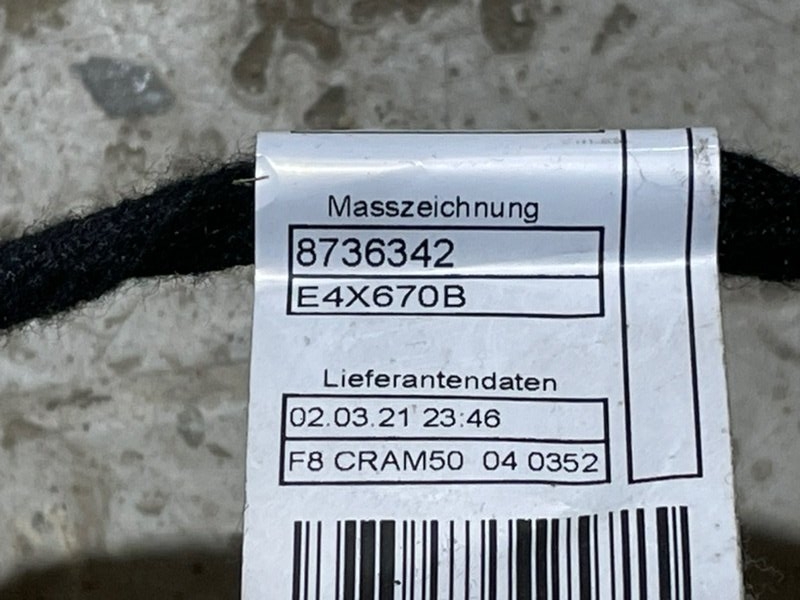 Masszeichnung
8736342
E4X670B
Lieferantendaten
02.03.21 23:46
F8 CRAM50 04 0352